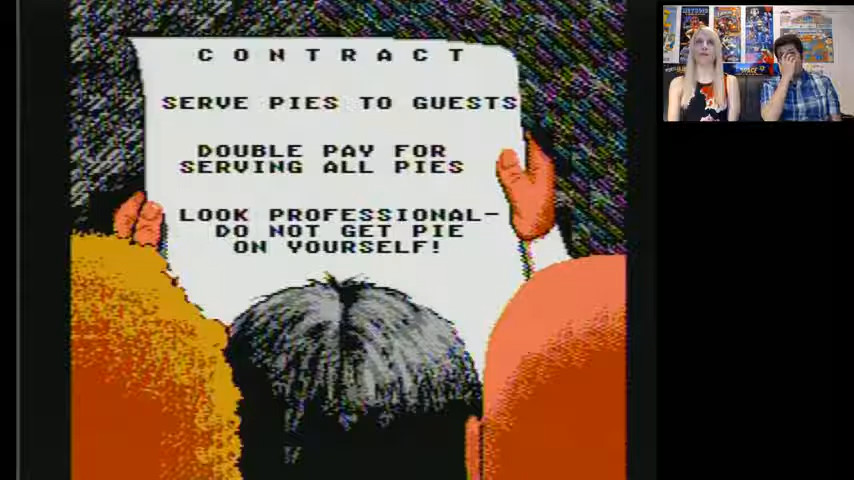 CONTRACT
SERVE PIES TO GUESTS
DOUBLE PAY FOR
SERVING ALL PIES
LOOK PROFESSIONAL-
DO NOT GET PIE
ON YOURSELF!